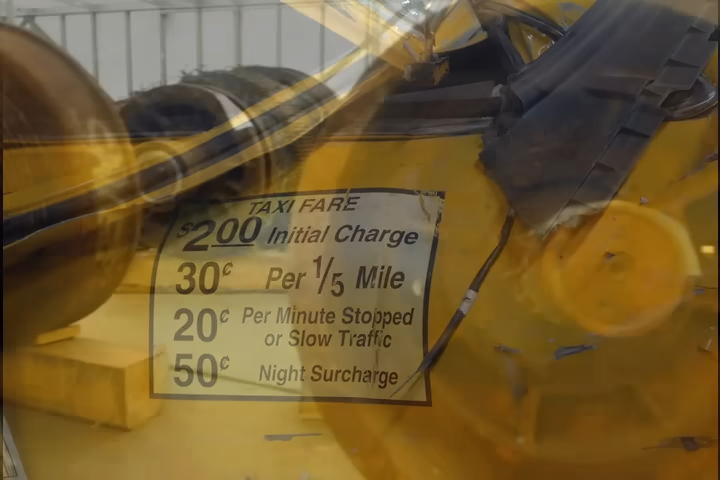 TAXI FARE
$2.00 Initial Charge
30¢ Per 1/5 Mile
20¢ Per Minute Stopped
or Slow Traffic
50¢ Night Surcharge